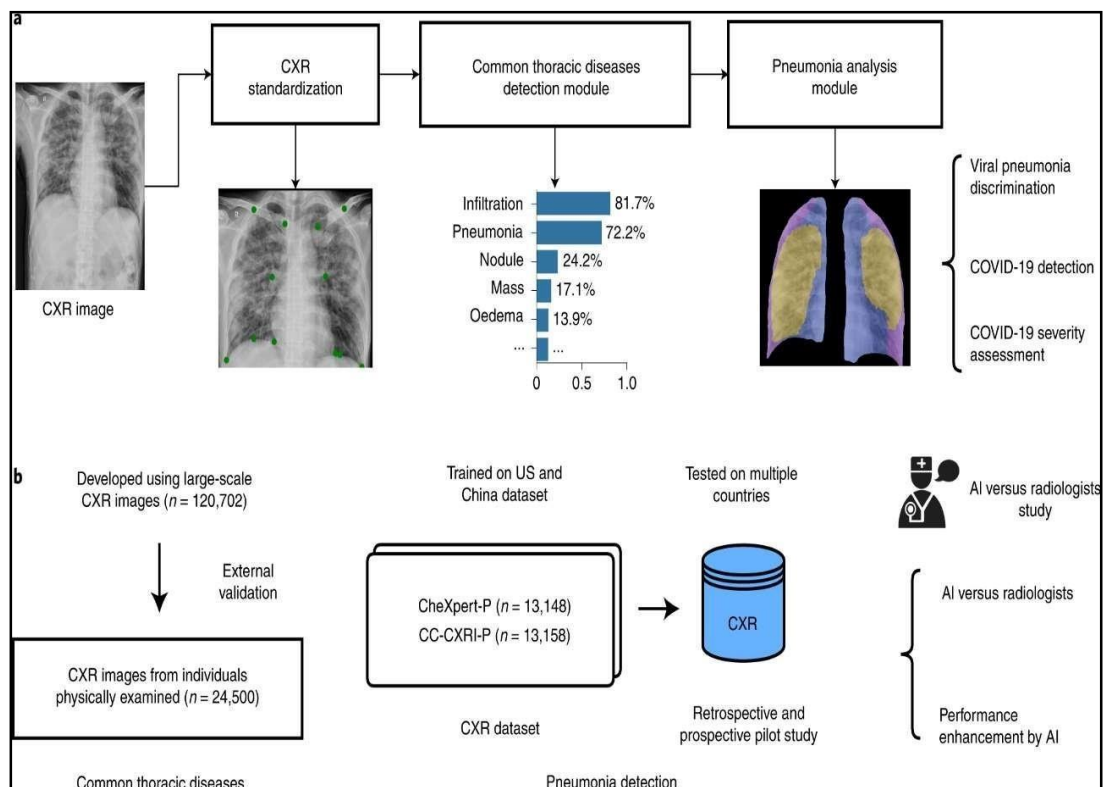 a
CXR
standardization
Common thoracic diseases
detection module
Pneumonia analysis
module
CXR image
Infiltration
81.7%
Pneumonia
72.2%
Nodule
24.2%
Mass
17.1%
Oedema
13.9%
...
...
0
0.5
1.0
Viral pneumonia
discrimination
COVID-19 detection
COVID-19 severity
assessment
b
Developed using large-scale
CXR images (n = 120,702)
External
validation
CXR images from individuals
physically examined (n = 24,500)
Common thoracic diseases
Trained on US and
China dataset
CheXpert-P (n = 13,148)
CC-CXRI-P (n = 13,158)
CXR dataset
Tested on multiple
countries
CXR
Retrospective and
prospective pilot study
Pneumonia detection
AI versus radiologists
study
AI versus radiologists
Performance
enhancement by AI